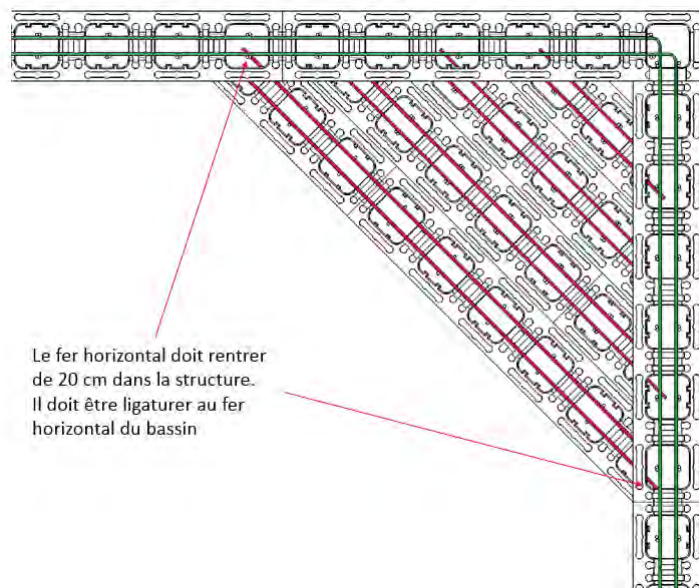 Le fer horizontal doit rentrer
de 20 cm dans la structure.
Il doit être ligaturer au fer
horizontal du bassin